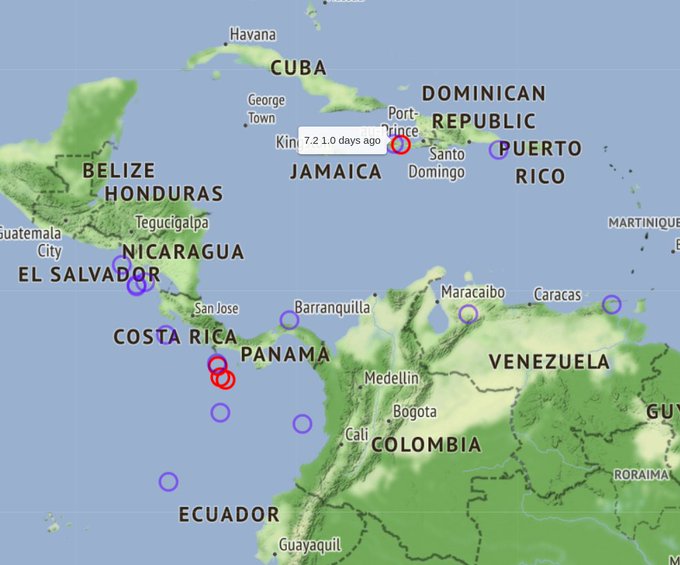 Havana
CUBA
George
Town
Port-
au-Prince
DOMINICAN
REPUBLIC
7.2 1.0 days ago
PUERTO
RICO
JAMAICA
Santo
Domingo
BELIZE
HONDURAS
Tegucigalpa
Guatemala
City
NICARAGUA
EL SALVADOR
MARTINIQUE
San Jose
Barranquilla
Maracaibo
Caracas
COSTA RICA
PANAMA
VENEZUELA
Medellin
Bogota
Cali
COLOMBIA
GUY
RORAIMA
ECUADOR
Guayaquil
M